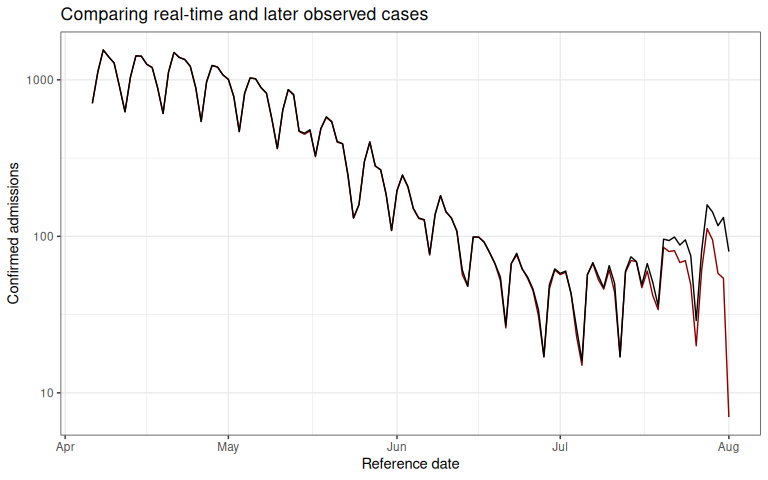 Comparing real-time and later observed cases
Confirmed admissions
1000
100
10
Apr
May
Jun
Jul
Aug
Reference date